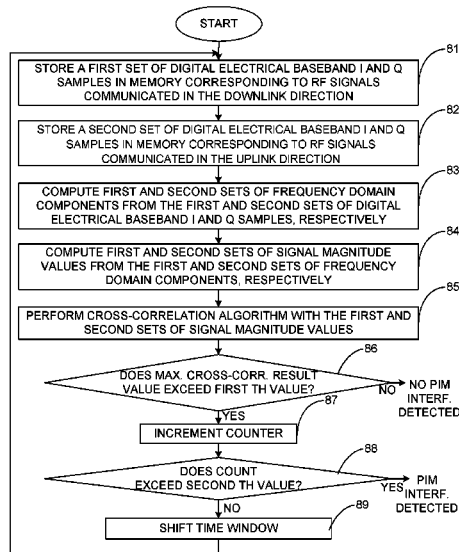 START
81
STORE A FIRST SET OF DIGITAL ELECTRICAL BASEBAND I AND Q
SAMPLES IN MEMORY CORRESPONDING TO RF SIGNALS
COMMUNICATED IN THE DOWNLINK DIRECTION
82
STORE A SECOND SET OF DIGITAL ELECTRICAL BASEBAND I AND Q
SAMPLES IN MEMORY CORRESPONDING TO RF SIGNALS
COMMUNICATED IN THE UPLINK DIRECTION
83
COMPUTE FIRST AND SECOND SETS OF FREQUENCY DOMAIN
COMPONENTS FROM THE FIRST AND SECOND SETS OF DIGITAL
ELECTRICAL BASEBAND I AND Q SAMPLES, RESPECTIVELY
84
COMPUTE FIRST AND SECOND SETS OF SIGNAL MAGNITUDE
VALUES FROM THE FIRST AND SECOND SETS OF FREQUENCY
DOMAIN COMPONENTS, RESPECTIVELY
85
PERFORM CROSS-CORRELATION ALGORITHM WITH THE FIRST AND
SECOND SETS OF SIGNAL MAGNITUDE VALUES
86
DOES MAX. CROSS-CORR. RESULT
VALUE EXCEED FIRST TH VALUE?
NO
NO PIM
INTERF.
DETECTED
YES
87
INCREMENT COUNTER
88
DOES COUNT
EXCEED SECOND TH VALUE?
YES
PIM
INTERF.
DETECTED
NO
89
SHIFT TIME WINDOW